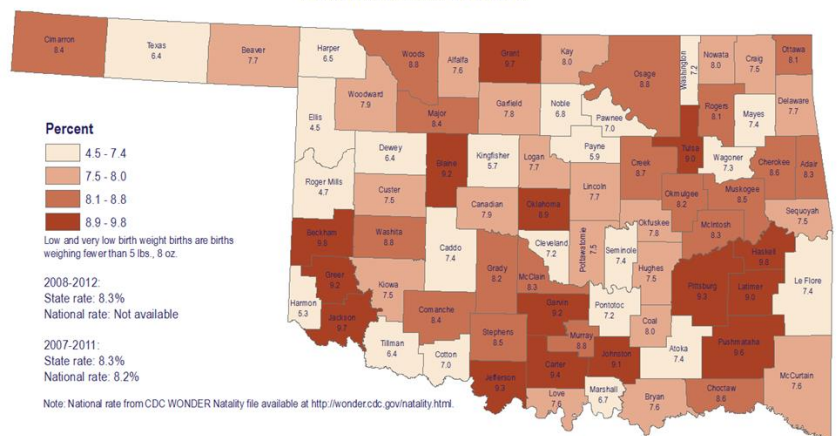 Cimarron
8.4
Texas
6.4
Beaver
7.7
Harper
6.5
Woods
8.8
Alfalfa
7.6
Grant
9.7
Kay
8.0
Osage
8.8
Washington
7.2
Nowata
8.0
Craig
7.5
Ottawa
8.1
Woodward
7.9
Ellis
4.5
Major
8.4
Garfield
7.8
Noble
6.8
Pawnee
7.0
Rogers
8.1
Mayes
7.4
Delaware
7.7
Percent
4.5 - 7.4
7.5 - 8.0
8.1 - 8.8
8.9 - 9.8
Low and very low birth weight births are births
weighing fewer than 5 lbs., 8 oz.
Dewey
6.4
Blaine
9.2
Kingfisher
5.7
Logan
7.7
Payne
5.9
Creek
8.7
Tulsa
9.0
Wagoner
7.3
Cherokee
8.6
Adair
8.3
Roger Mills
4.7
Custer
7.5
Canadian
7.9
Oklahoma
8.9
Lincoln
7.7
Okmulgee
8.2
Muskogee
8.5
Sequoyah
7.5
Beckham
Washita
8.8
Caddo
7.4
Cleveland
7.2
Pottawatomie
7.5
Seminole
7.4
Okfuskee
7.8
McIntosh
8.3
Haskell
Grady
8.2
McClain
8.3
Hughes
7.5
Pittsburg
9.3
Latimer
9.0
Le Flore
7.4
2008-2012:
State rate: 8.3%
National rate: Not available
Greer
9.2
Harmon
5.3
Kiowa
7.5
Jackson
9.7
Comanche
8.4
Garvin
9.2
Pontotoc
7.2
Coal
8.0
Tillman
6.4
Cotton
7.0
Stephens
8.5
Murray
8.8
Johnston
9.1
Atoka
7.4
Pushmataha
2007-2011:
State rate: 8.3%
National rate: 8.2%
Jefferson
9.3
Carter
9.4
Love
Marshall
6.7
Bryan
7.6
Choctaw
8.6
McCurtain
Note: National rate from CDC WONDER Natality file available at http://wonder.cdc.gov/natality.html.